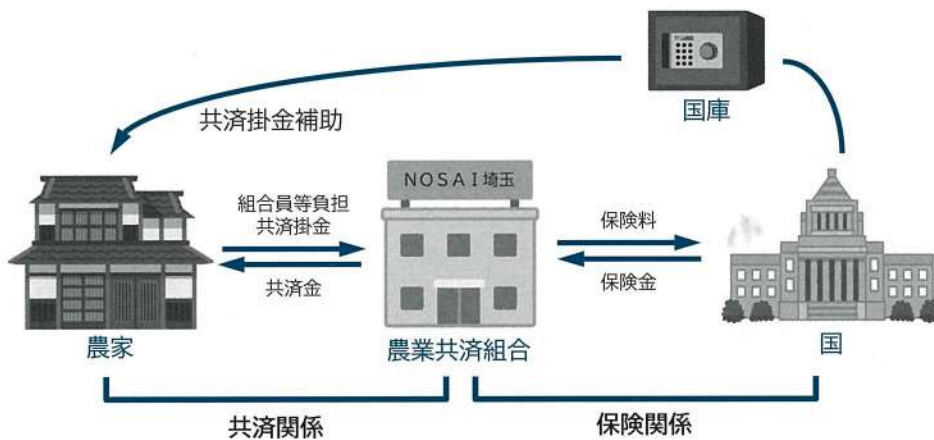 国庫
共済掛金補助
NOSAI埼玉
組合員等負担
共済掛金
共済金
保険料
保険金
農家
農業共済組合
国
共済関係
保険関係